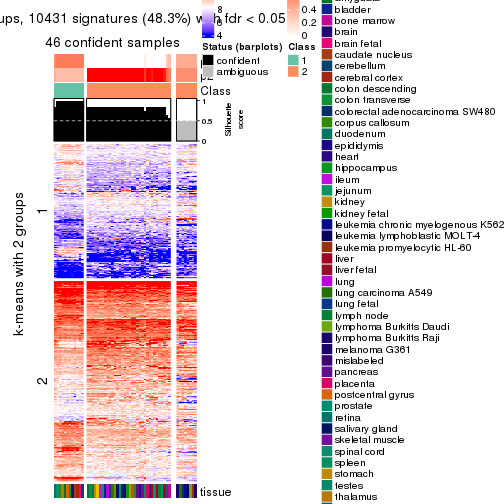 ups, 10431 signatures (48.3%) with fdr < 0.05
46 confident samples
8
6
4
0.4
0.2
0
Status (barplots)
confident
ambiguous
Class
1
2
p2
Class
1
0.5
0
Silhouette
score
k-means with 2 groups
1
2
tissue
bladder
bone marrow
brain
brain fetal
caudate nucleus
cerebellum
cerebral cortex
colon descending
colon transverse
colorectal adenocarcinoma SW480
corpus callosum
duodenum
epididymis
heart
hippocampus
ileum
jejunum
kidney
kidney fetal
leukemia chronic myelogenous K562
leukemia lymphoblastic MOLT-4
leukemia promyelocytic HL-60
liver
liver fetal
lung
lung carcinoma A549
lung fetal
lymph node
lymphoma Burkitts Daudi
lymphoma Burkitts Raji
melanoma G361
mislabeled
pancreas
placenta
postcentral gyrus
prostate
retina
salivary gland
skeletal muscle
spinal cord
spleen
stomach
testes
thalamus